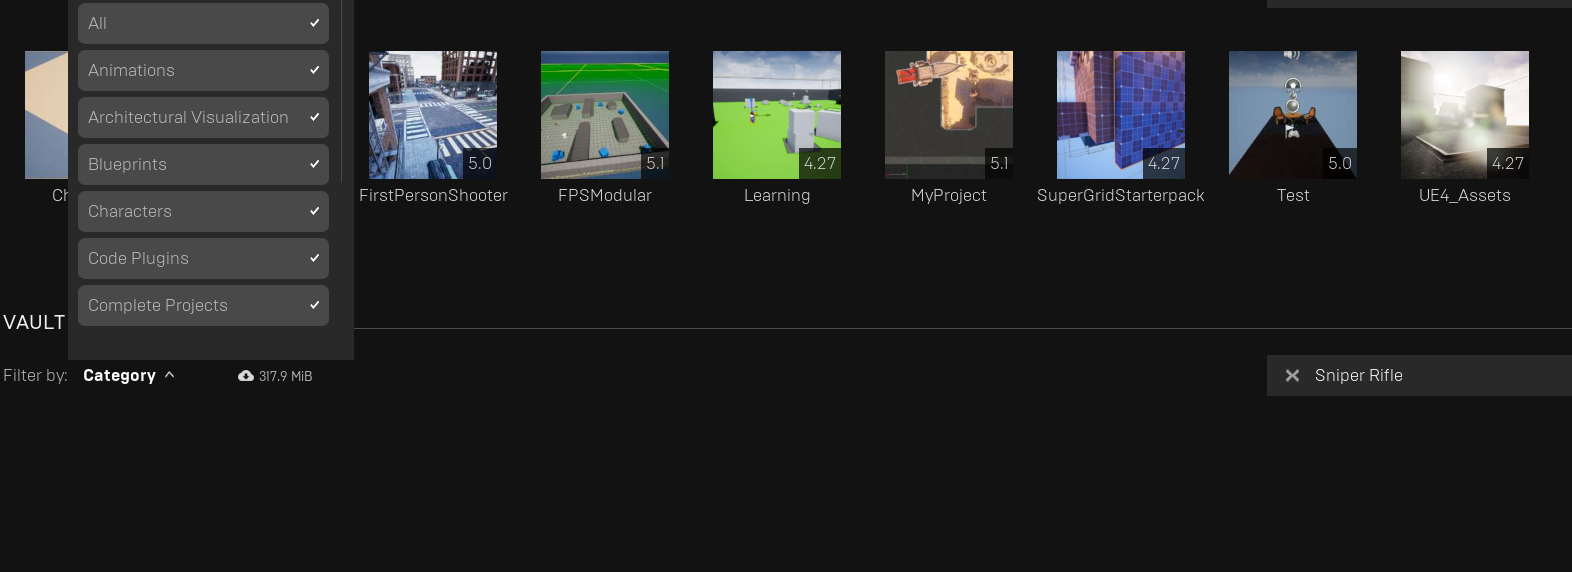 All
Animations
Architectural Visualization
Blueprints
Characters
Code Plugins
Complete Projects
5.0
5.1
4.27
5.1
4.27
5.0
4.27
Ch
FirstPersonShooter
FPSModular
Learning
MyProject
SuperGridStarterpack
Test
UE4_Assets
VAULT
Filter by: Category
317.9 MiB
Sniper Rifle